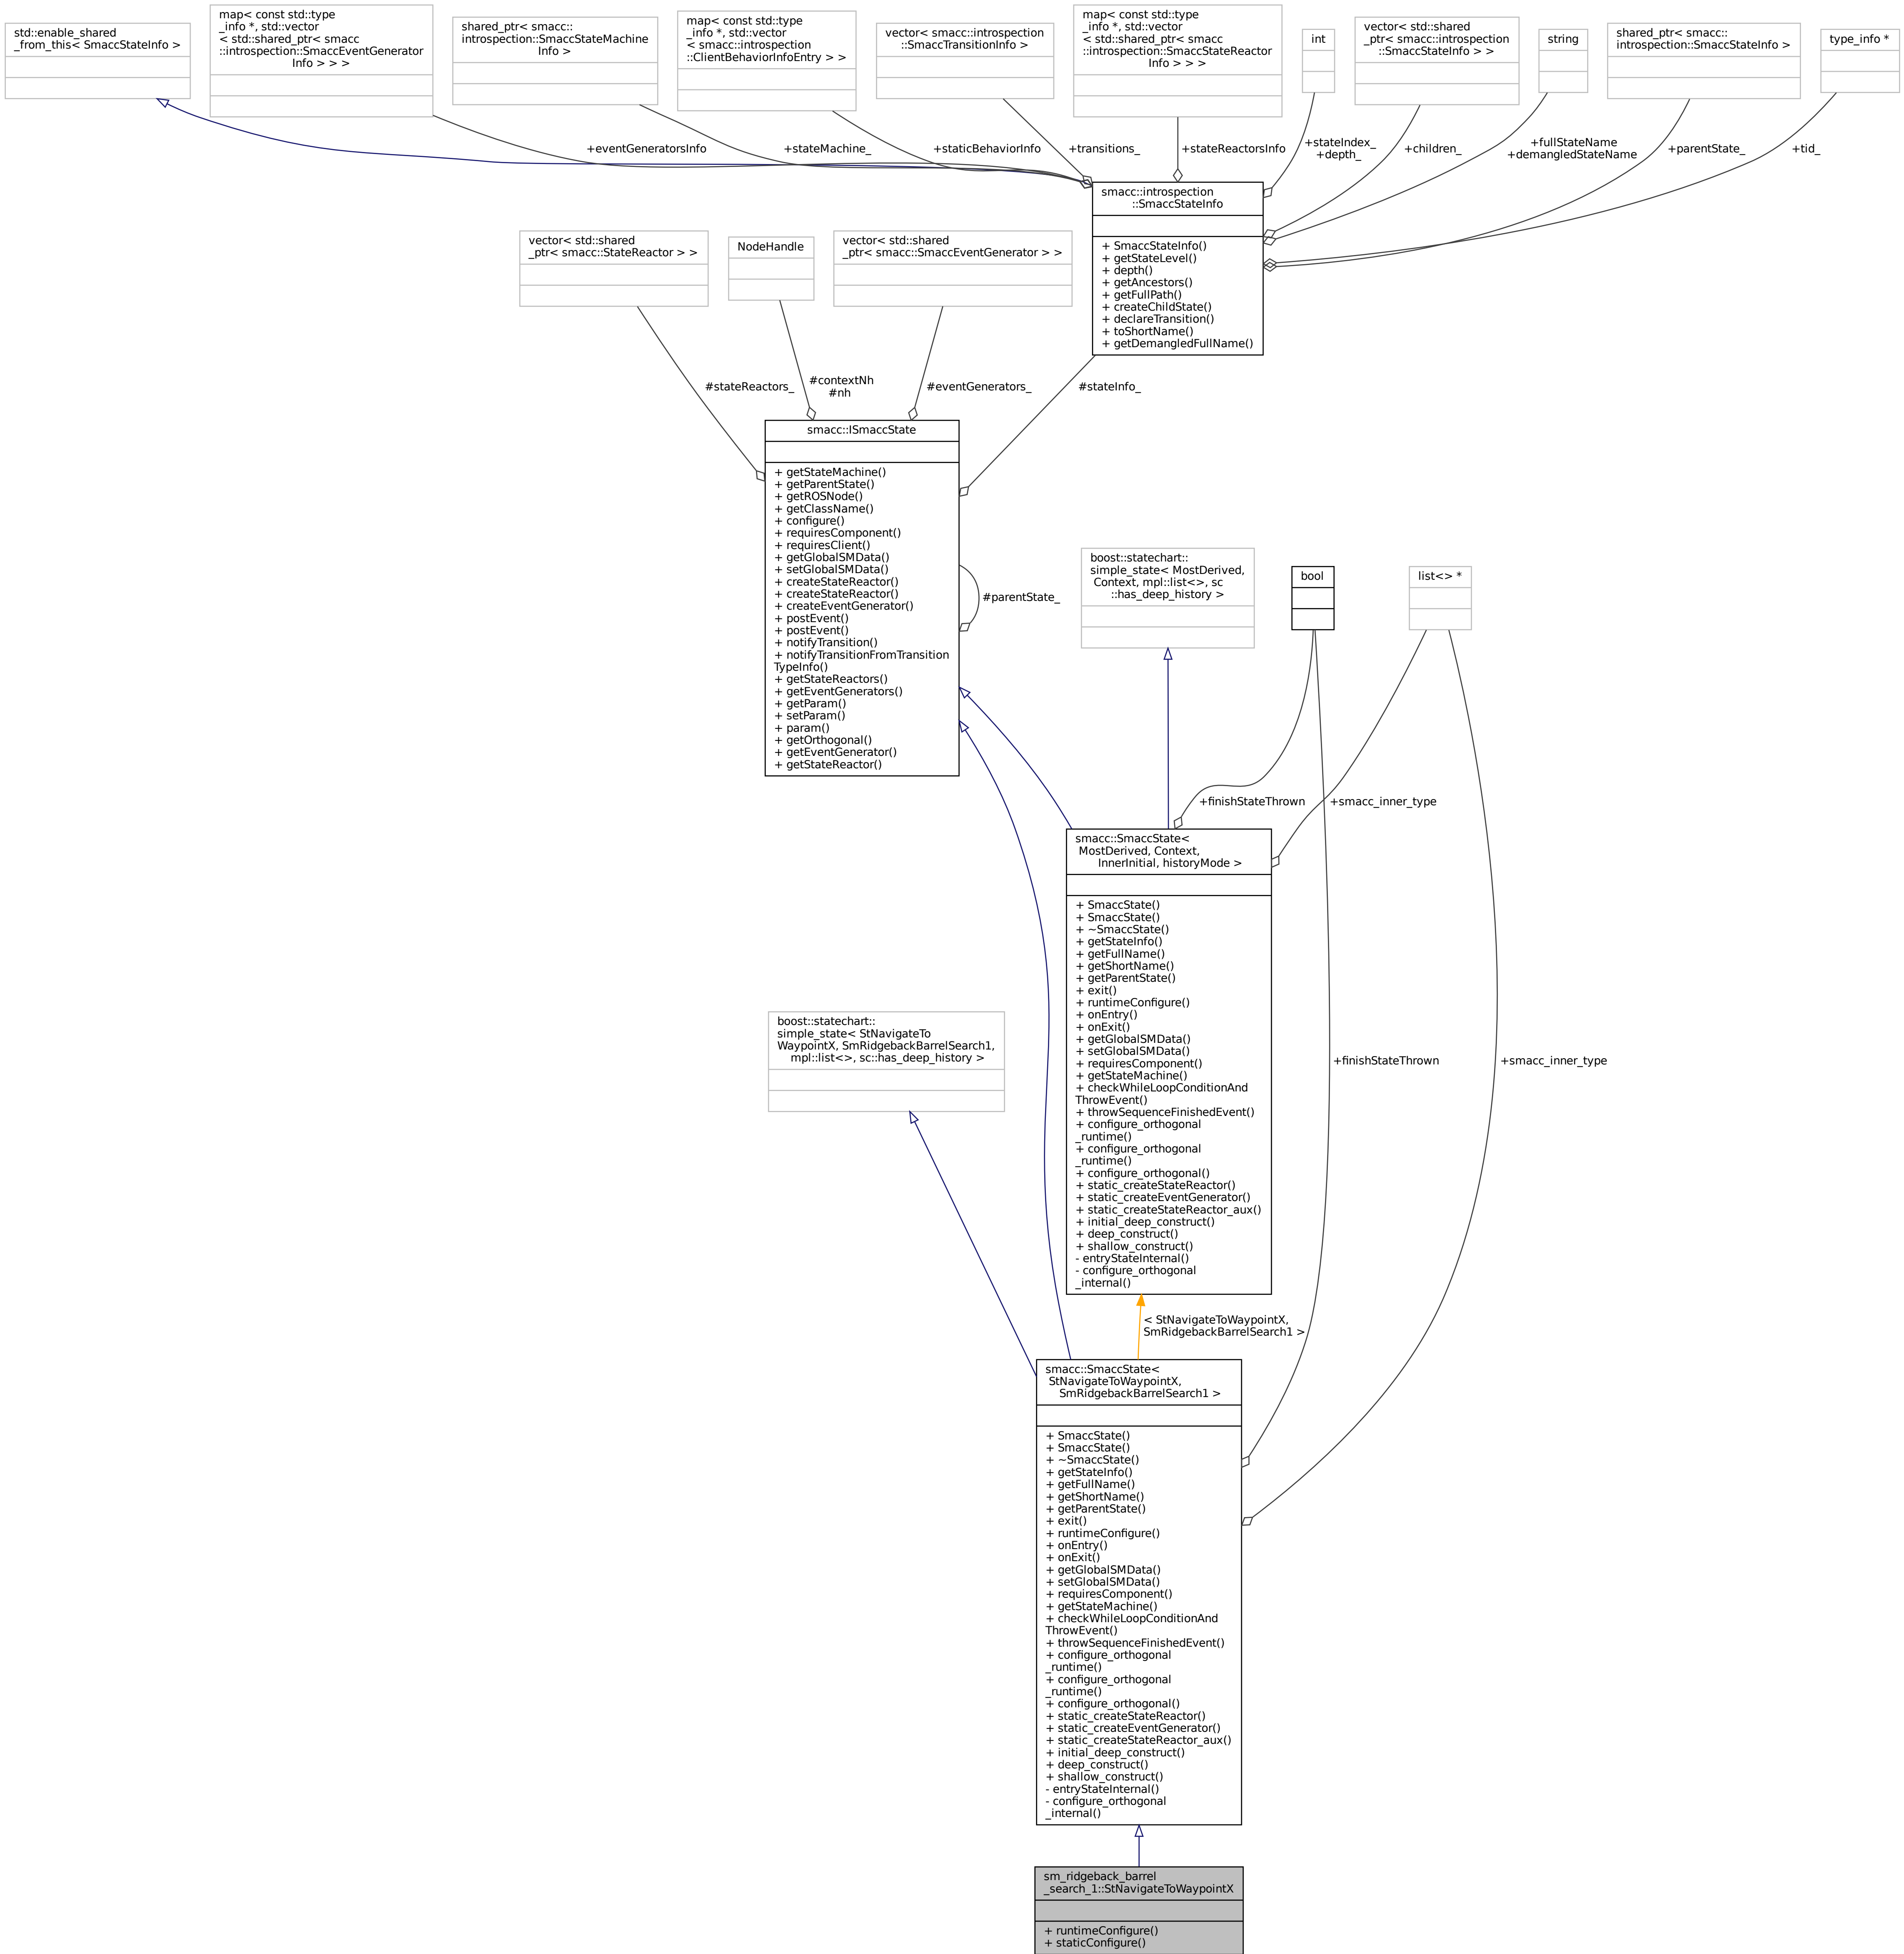 std::enable_shared
_from_this< SmaccStateInfo >
map< const std::type
_info *, std::vector
< std::shared_ptr< smacc
::introspection::SmaccEventGenerator
Info > > >
shared_ptr< smacc::
introspection::SmaccStateMachine
Info >
map< const std::type
_info *, std::vector
< smacc::introspection
::ClientBehaviorInfoEntry > >
vector< smacc::introspection
::SmaccTransitionInfo >
map< const std::type
_info *, std::vector
< std::shared_ptr< smacc
::introspection::SmaccStateReactor
Info > > >
int
vector< std::shared
_ptr< smacc::introspection
::SmaccStateInfo > >
string
shared_ptr< smacc::
introspection::SmaccStateInfo >
type_info *
+eventGeneratorsInfo
+stateMachine_
+staticBehaviorInfo
+transitions_
+stateReactorsInfo
+stateIndex_
+depth_
+children_
+fullStateName
+demangledStateName
+parentState_
+tid_
smacc::introspection
::SmaccStateInfo
+ SmaccStateInfo()
+ getStateLevel()
+ depth()
+ getAncestors()
+ getFullPath()
+ createChildState()
+ declareTransition()
+ toShortName()
+ getDemangledFullName()
vector< std::shared
_ptr< smacc::StateReactor > >
NodeHandle
vector< std::shared
_ptr< smacc::SmaccEventGenerator > >
#stateReactors_
#contextNh
#nh
#eventGenerators_
#stateInfo_
smacc::ISmaccState
+ getStateMachine()
+ getParentState()
+ getROSNode()
+ getClassName()
+ configure()
+ requiresComponent()
+ requiresClient()
+ getGlobalSMData()
+ setGlobalSMData()
+ createStateReactor()
+ createStateReactor()
+ createEventGenerator()
+ postEvent()
+ postEvent()
+ notifyTransition()
+ notifyTransitionFromTransition
TypeInfo()
+ getStateReactors()
+ getEventGenerators()
+ getParam()
+ setParam()
+ param()
+ getOrthogonal()
+ getEventGenerator()
+ getStateReactor()
#parentState_
boost::statechart::
simple_state< MostDerived,
Context, mpl::list<>, sc
::has_deep_history >
bool
list<> *
+finishStateThrown
+smacc_inner_type
smacc::SmaccState<
MostDerived, Context,
InnerInitial, historyMode >
+ SmaccState()
+ SmaccState()
+ ~SmaccState()
+ getStateInfo()
+ getFullName()
+ getShortName()
+ getParentState()
+ exit()
+ runtimeConfigure()
+ onEntry()
+ onExit()
+ getGlobalSMData()
+ setGlobalSMData()
+ requiresComponent()
+ getStateMachine()
+ checkWhileLoopConditionAnd
ThrowEvent()
+ throwSequenceFinishedEvent()
+ configure_orthogonal
_runtime()
+ configure_orthogonal
_runtime()
+ configure_orthogonal()
+ static_createStateReactor()
+ static_createEventGenerator()
+ static_createStateReactor_aux()
+ initial_deep_construct()
+ deep_construct()
+ shallow_construct()
- entryStateInternal()
- configure_orthogonal
_internal()
boost::statechart::
simple_state< StNavigateTo
WaypointX, SmRidgebackBarrelSearch1,
mpl::list<>, sc::has_deep_history >
+finishStateThrown
+smacc_inner_type
< StNavigateToWaypointX,
SmRidgebackBarrelSearch1 >
smacc::SmaccState<
StNavigateToWaypointX,
SmRidgebackBarrelSearch1 >
+ SmaccState()
+ SmaccState()
+ ~SmaccState()
+ getStateInfo()
+ getFullName()
+ getShortName()
+ getParentState()
+ exit()
+ runtimeConfigure()
+ onEntry()
+ onExit()
+ getGlobalSMData()
+ setGlobalSMData()
+ requiresComponent()
+ getStateMachine()
+ checkWhileLoopConditionAnd
ThrowEvent()
+ throwSequenceFinishedEvent()
+ configure_orthogonal
_runtime()
+ configure_orthogonal
_runtime()
+ configure_orthogonal()
+ static_createStateReactor()
+ static_createEventGenerator()
+ static_createStateReactor_aux()
+ initial_deep_construct()
+ deep_construct()
+ shallow_construct()
- entryStateInternal()
- configure_orthogonal
_internal()
sm_ridgeback_barrel
_search_1::StNavigateToWaypointX
+ runtimeConfigure()
+ staticConfigure()